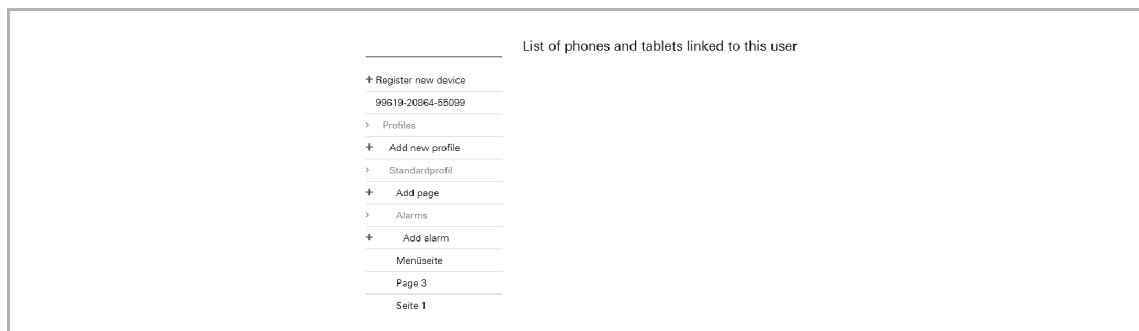 List of phones and tablets linked to this user
+ Register new device
99619-20864-55099
> Profiles
+ Add new profile
> Standardprofil
+ Add page
> Alarms
+ Add alarm
Menüseite
Page 3
Seite 1